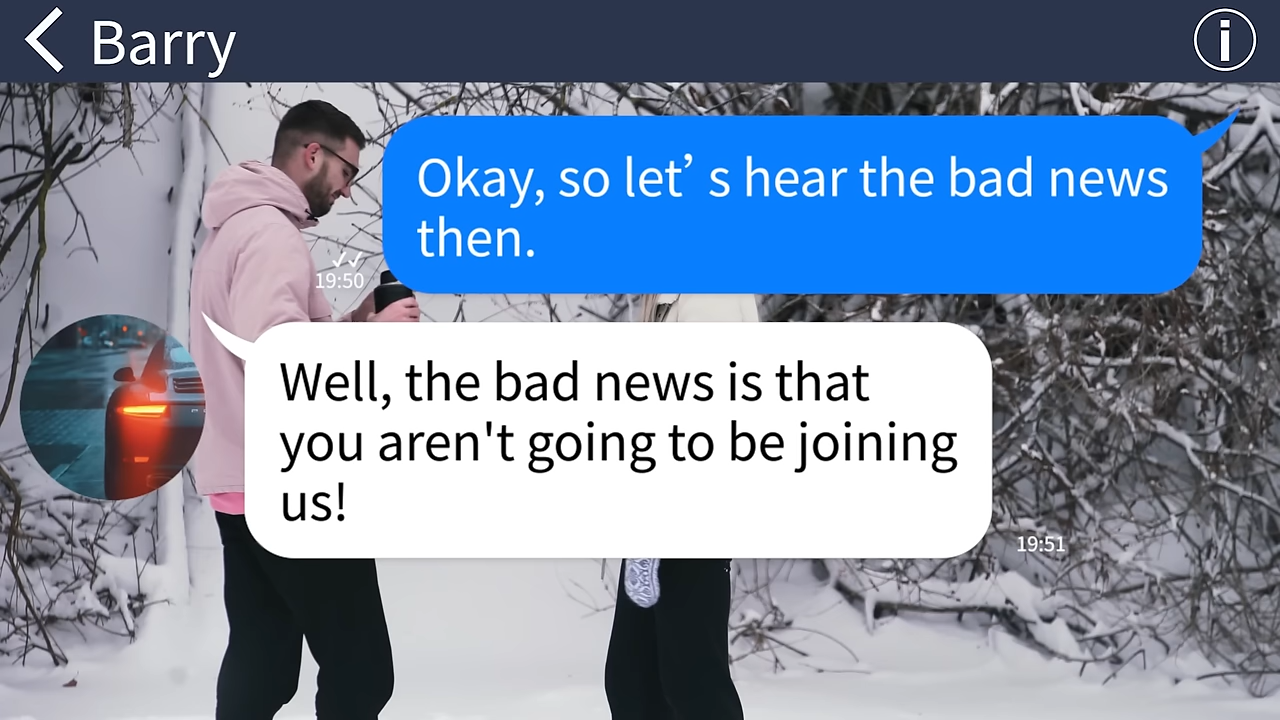 Barry
Okay, so let’ s hear the bad news
then.
19:50
Well, the bad news is that
you aren't going to be joining
us!
19:51